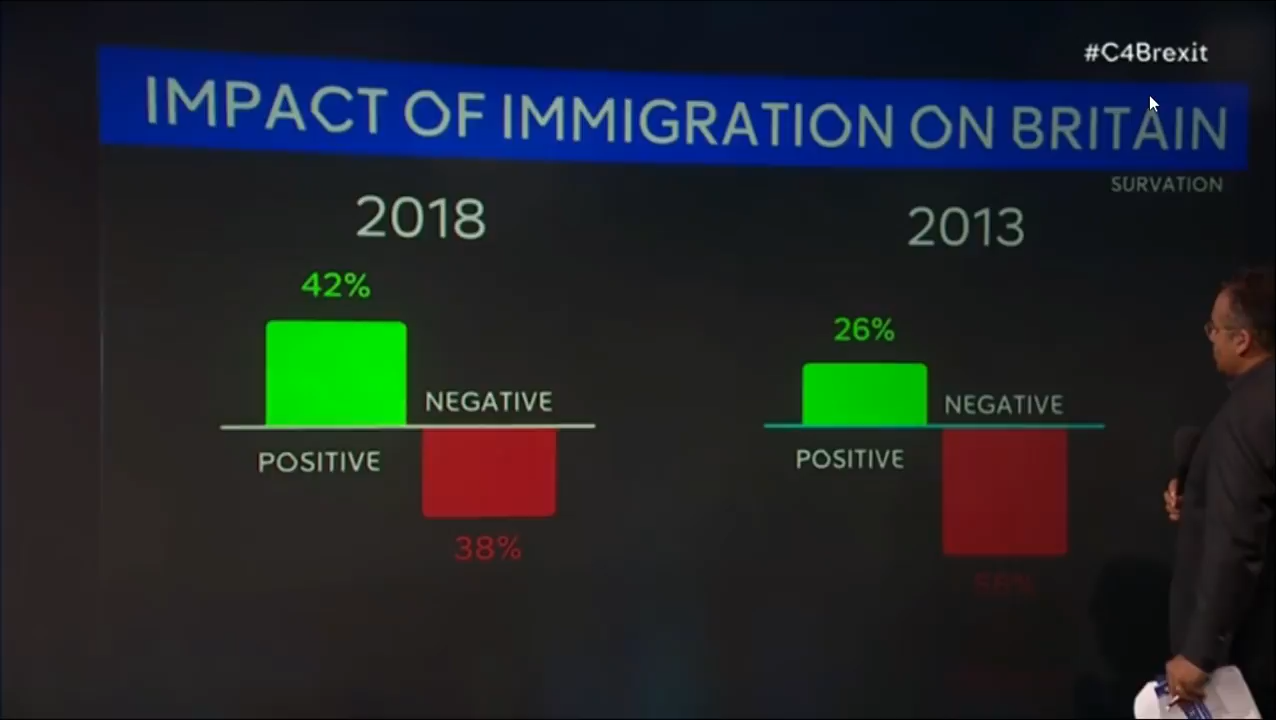 #C4Brexit
IMPACT OF IMMIGRATION ON BRITAIN
SURVATION
2018
42%
NEGATIVE
POSITIVE
38%
2013
26%
NEGATIVE
POSITIVE